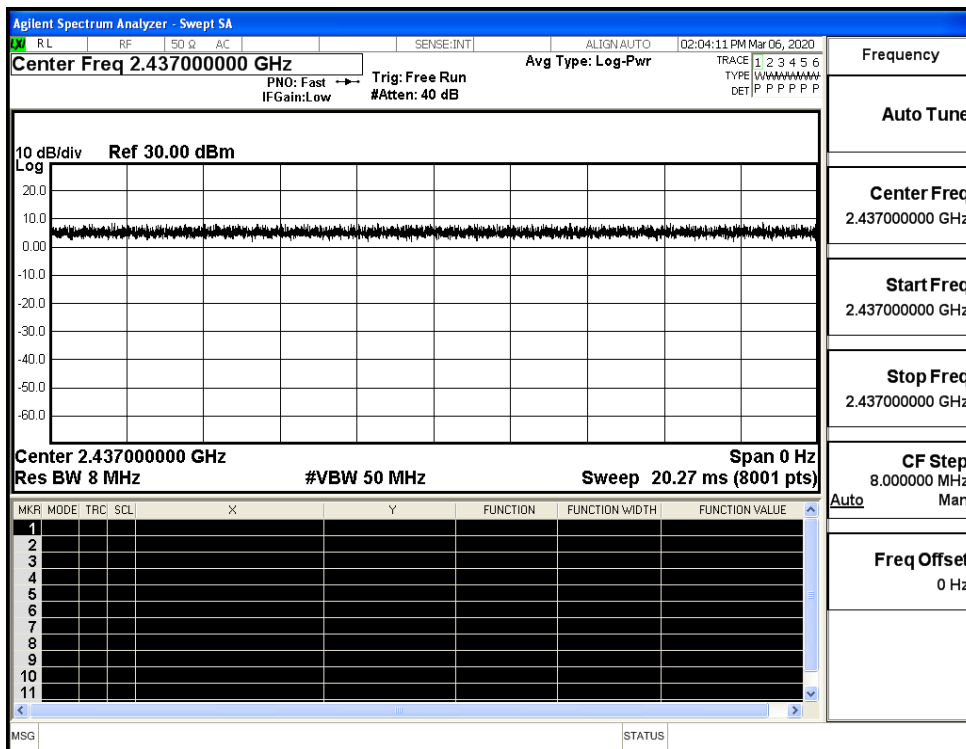 Agilent Spectrum Analyzer - Swept SA
LXI RL RF 50 Ω AC SENSE:INT ALIGN AUTO 02:04:11 PM Mar 06, 2020
Center Freq 2.437000000 GHz
PNO: Fast
IFGain:Low
Trig: Free Run
#Atten: 40 dB
Avg Type: Log-Pwr
TRACE 1 2 3 4 5 6
TYPE WWWWWW
DET P P P P P P
10 dB/div Ref 30.00 dBm
Log
20.0
10.0
0.00
-10.0
-20.0
-30.0
-40.0
-50.0
-60.0
Center 2.437000000 GHz Span 0 Hz
Res BW 8 MHz #VBW 50 MHz Sweep 20.27 ms (8001 pts)
MKR MODE TRC SCL X Y FUNCTION FUNCTION WIDTH FUNCTION VALUE
1
2
3
4
5
6
7
8
9
10
11
MSG STATUS
Frequency
Auto Tune
Center Freq
2.437000000 GHz
Start Freq
2.437000000 GHz
Stop Freq
2.437000000 GHz
CF Step
8.000000 MHz
Auto Man
Freq Offset
0 Hz